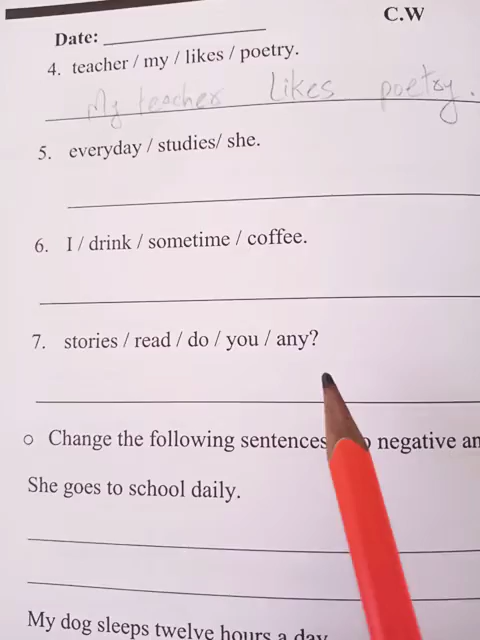 C.W
Date:
4. teacher / my / likes / poetry.
My teacher likes poetry.
5. everyday / studies/ she.
6. I / drink / sometime / coffee.
7. stories / read / do / you / any?
○ Change the following sentences negative
She goes to school daily.
My dog sleeps twelve hours a day